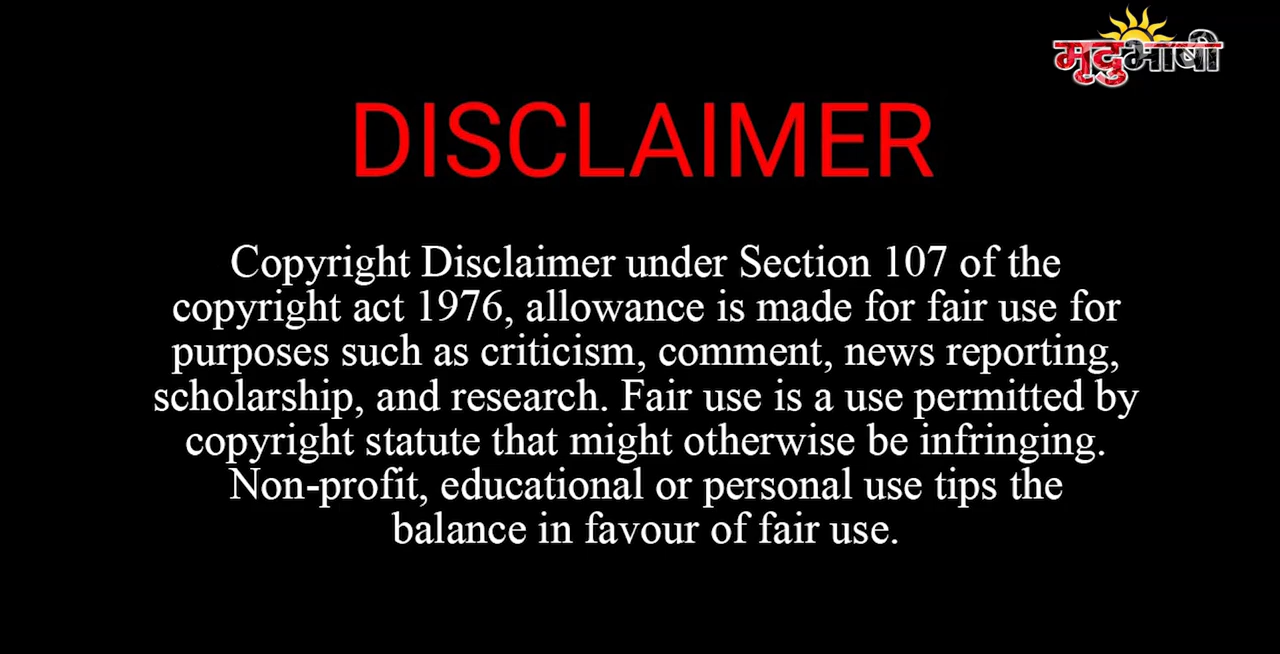 मृदुभाषी
DISCLAIMER
Copyright Disclaimer under Section 107 of the
copyright act 1976, allowance is made for fair use for
purposes such as criticism, comment, news reporting,
scholarship, and research. Fair use is a use permitted by
copyright statute that might otherwise be infringing.
Non-profit, educational or personal use tips the
balance in favour of fair use.